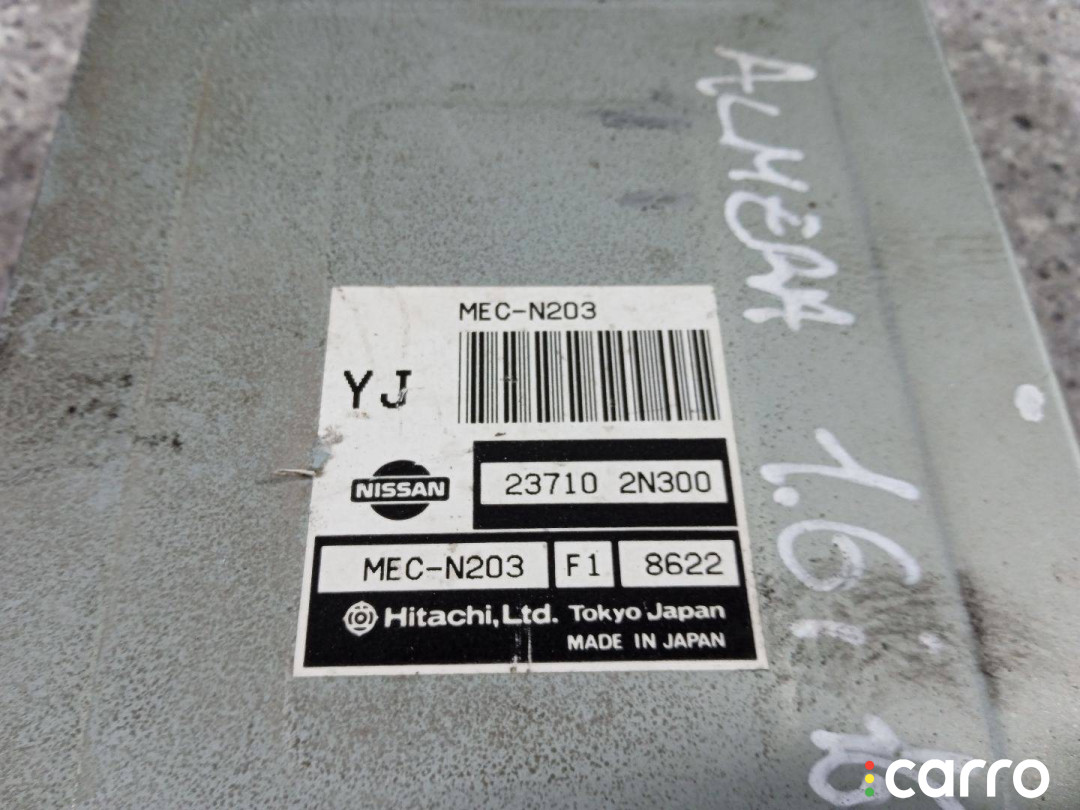 MEC-N203
YJ
NISSAN
23710 2N300
MEC-N203 F1 8622
Hitachi, Ltd. Tokyo Japan
MADE IN JAPAN
ALMERA
1.6i
carro